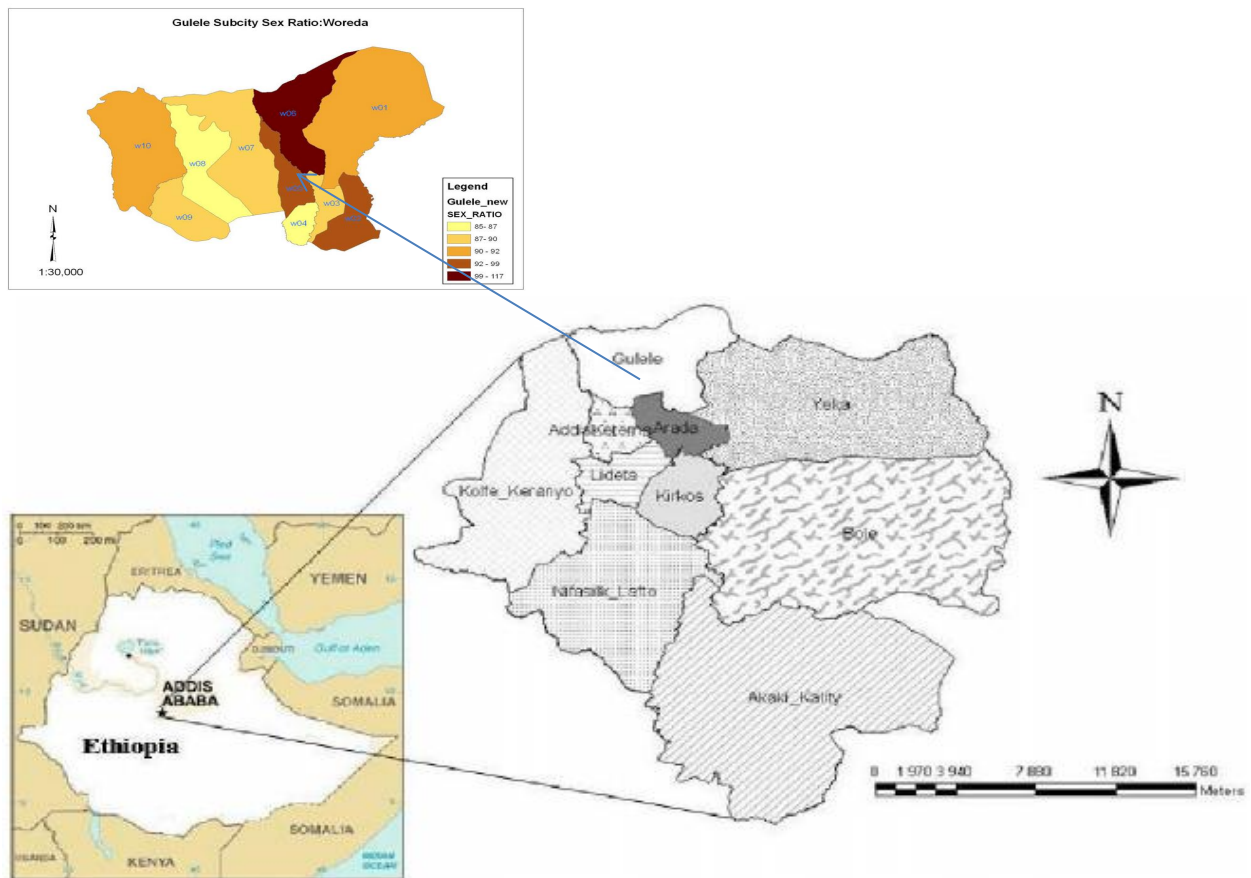 Gulele Subcity Sex Ratio:Woreda
w01
w10
w07
w08
w03
w09
w04
N
1:30,000
Legend
Gulele_new
SEX_RATIO
85- 87
87- 90
90 - 92
92 - 99
99 - 117
Gulele
Yeka
Arada
Lideta
Kirkos
Kolfe_Keranyo
Bole
Nifasilk_Lafto
Akaki_Kality
N
0 1 970 3 940 7 880 11 820 15 760
Meters
0 100 200 km
0 100 200 mi
Red
Sea
ERITREA
YEMEN
SUDAN
DJIBOUTI
Gulf of Aden
ADDIS
ABABA
SOMALIA
Ethiopia
SOMALIA
UGANDA
KENYA
INDIAN
OCEAN